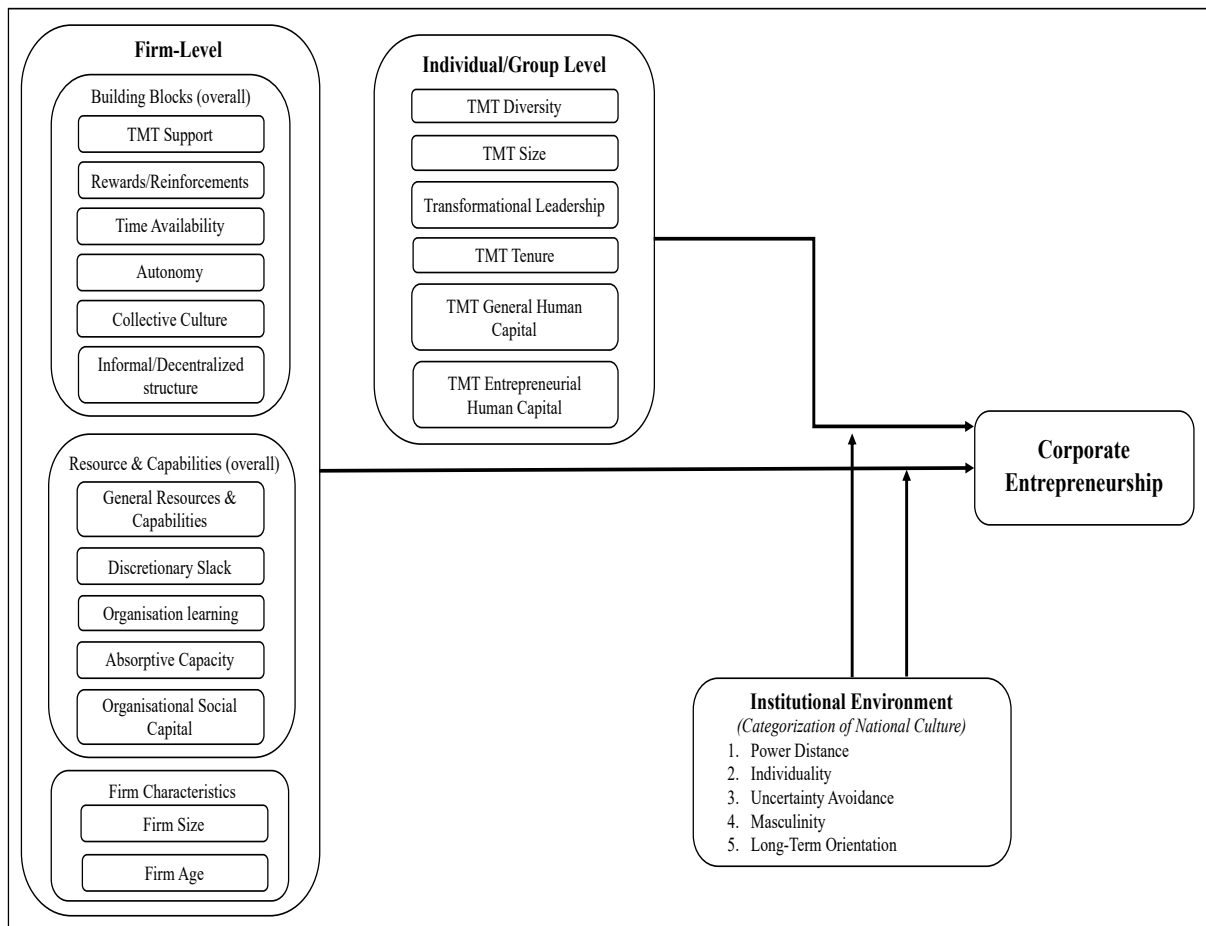 Firm-Level
Building Blocks (overall)
TMT Support
Rewards/Reinforcements
Time Availability
Autonomy
Collective Culture
Informal/Decentralized
structure
Resource & Capabilities (overall)
General Resources &
Capabilities
Discretionary Slack
Organisation learning
Absorptive Capacity
Organisational Social
Capital
Firm Characteristics
Firm Size
Firm Age
Individual/Group Level
TMT Diversity
TMT Size
Transformational Leadership
TMT Tenure
TMT General Human
Capital
TMT Entrepreneurial
Human Capital
Corporate
Entrepreneurship
Institutional Environment
(Categorization of National Culture)
1. Power Distance
2. Individuality
3. Uncertainty Avoidance
4. Masculinity
5. Long-Term Orientation